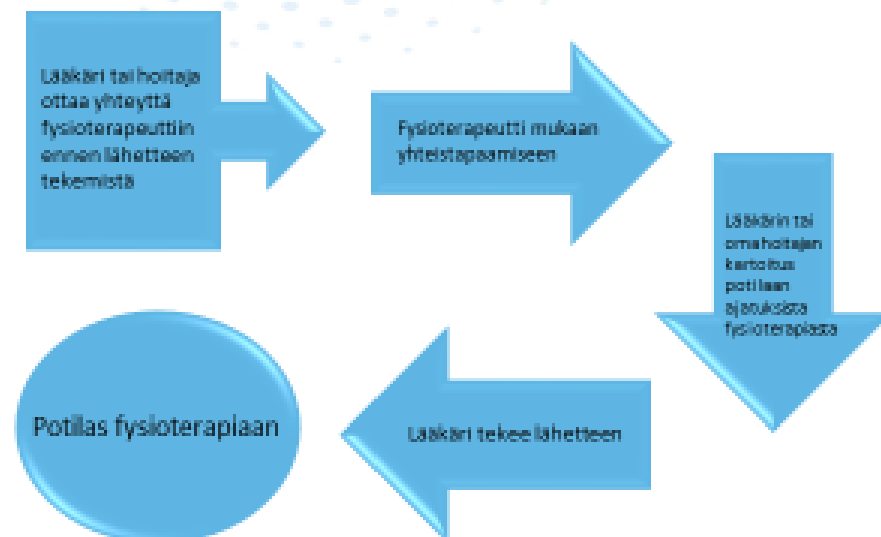 Lääkäri tai hoitaja
ottaa yhteyttä
fysioterapeuttiin
ennen lähetteen
tekemistä
Fysioterapeutti mukaan
yhteistapaamiseen
Lääkärin tai
omahoitajan
kartoitus
potilaan
ajatuksista
fysioterapiasta
Lääkäri tekee lähetteen
Potilas fysioterapiaan